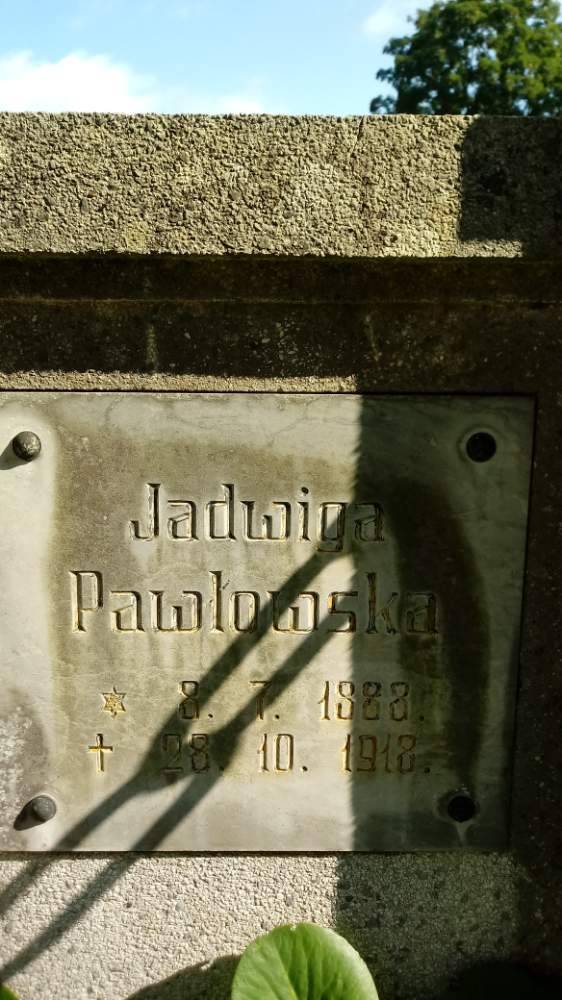 Jadwiga
Pawłowska
✡ 8. 7. 1888.
✝ 28. 10. 1918.